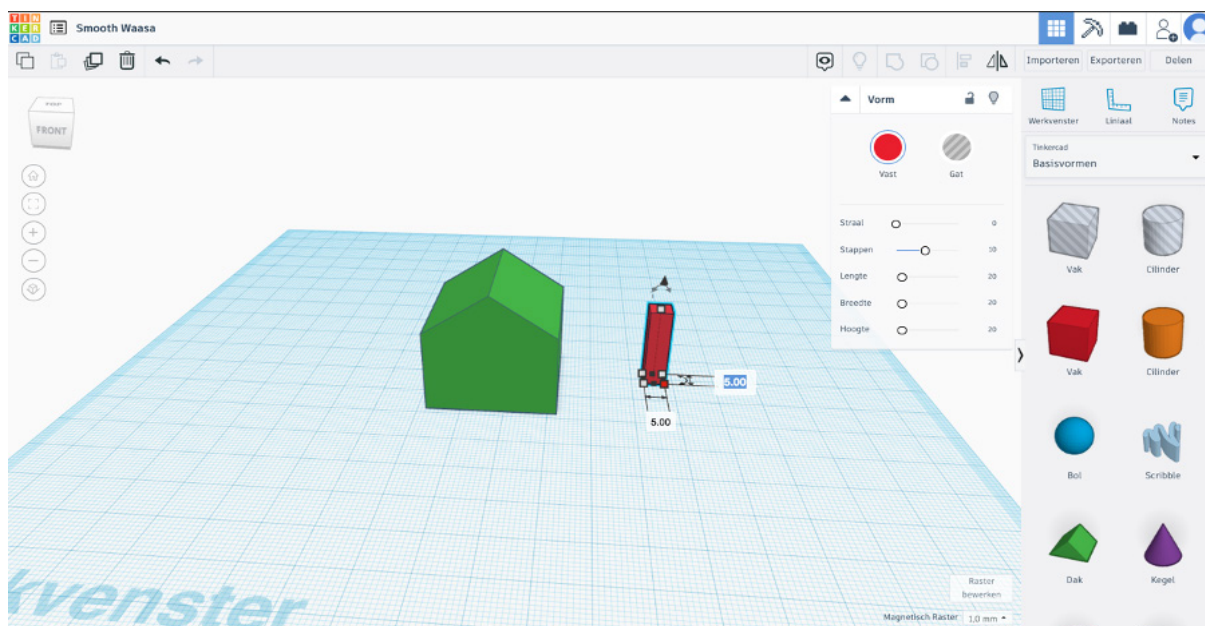 TIN
KER
CAD
Smooth Waasa
Importeren Exporteren Delen
TOP
FRONT
Vorm
Vast Gat
Straal 0
Stappen 10
Lengte 20
Breedte 20
Hoogte 20
5.00
5.00
Werkvenster Liniaal Notes
Tinkercad
Basisvormen
Vak Cilinder
Vak Cilinder
Bol Scribble
Dak Kegel
kvenster
Raster
bewerken
Magnetisch Raster 1,0 mm